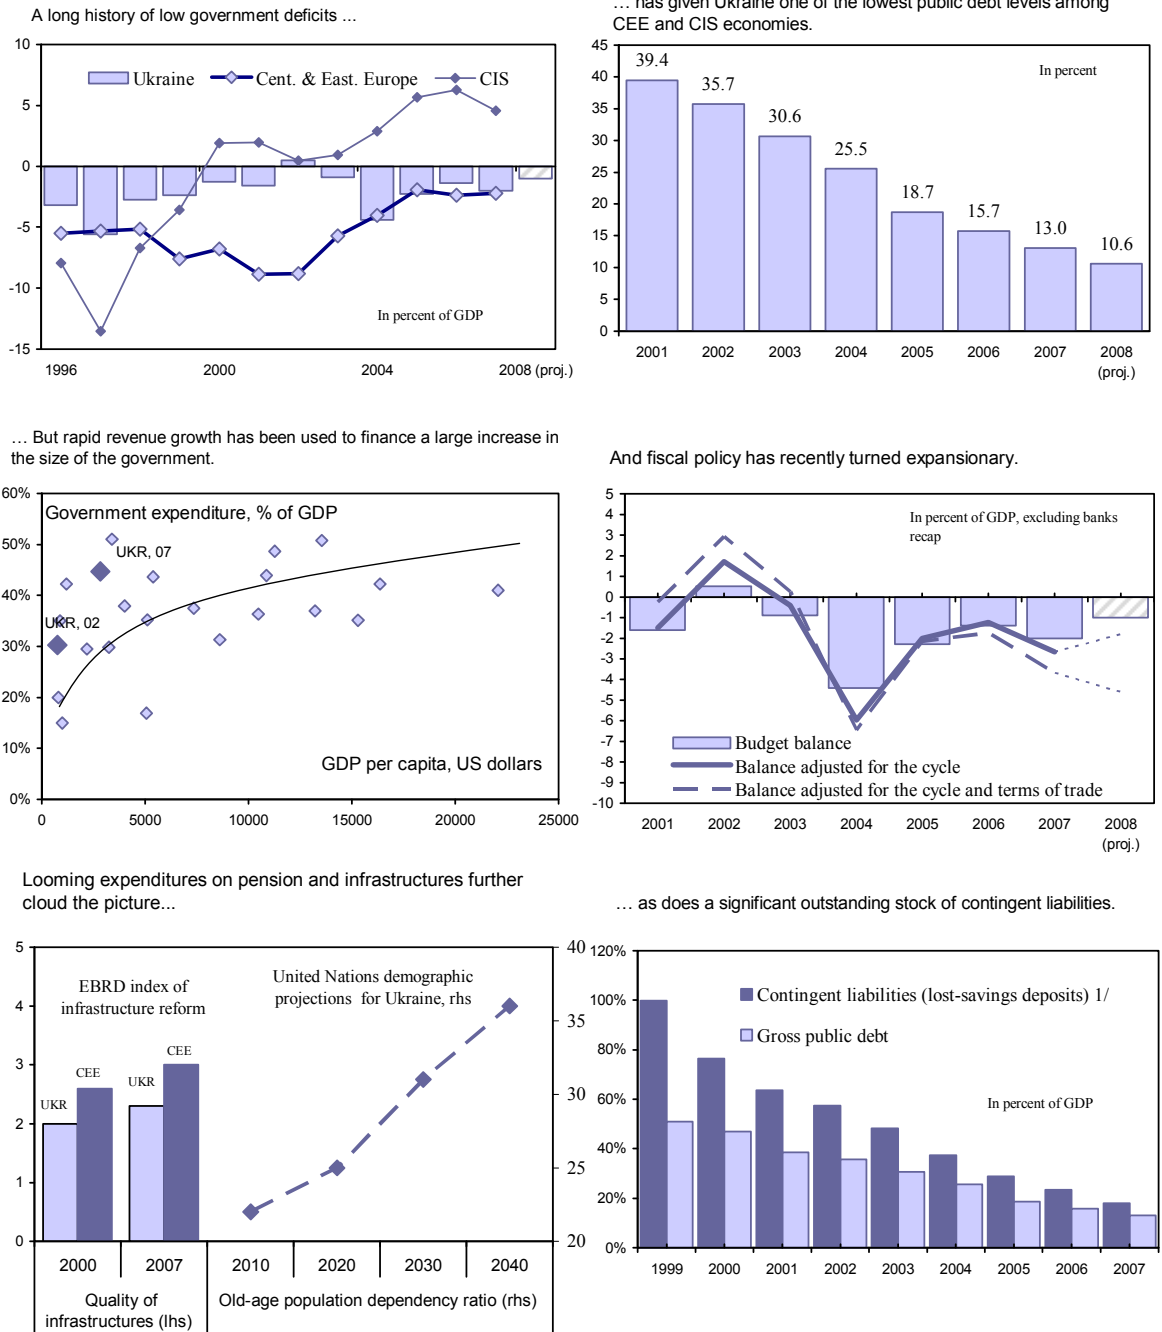 A long history of low government deficits ...
10
5
0
-5
-10
-15
Ukraine
Cent. & East. Europe
CIS
In percent of GDP
1996
2000
2004
2008 (proj.)
... has given Ukraine one of the lowest public debt levels among
CEE and CIS economies.
45
40
35
30
25
20
15
10
5
0
In percent
39.4
35.7
30.6
25.5
18.7
15.7
13.0
10.6
2001
2002
2003
2004
2005
2006
2007
2008
(proj.)
... But rapid revenue growth has been used to finance a large increase in
the size of the government.
60%
50%
40%
30%
20%
10%
0%
Government expenditure, % of GDP
UKR, 07
UKR, 02
GDP per capita, US dollars
0
5000
10000
15000
20000
25000
And fiscal policy has recently turned expansionary.
5
4
3
2
1
0
-1
-2
-3
-4
-5
-6
-7
-8
-9
-10
In percent of GDP, excluding banks
recap
Budget balance
Balance adjusted for the cycle
Balance adjusted for the cycle and terms of trade
2001
2002
2003
2004
2005
2006
2007
2008
(proj.)
Looming expenditures on pension and infrastructures further
cloud the picture...
5
4
3
2
1
0
EBRD index of
infrastructure reform
United Nations demographic
projections for Ukraine, rhs
UKR
CEE
UKR
CEE
40
35
30
25
20
2000
2007
2010
2020
2030
2040
Quality of
infrastructures (lhs)
Old-age population dependency ratio (rhs)
... as does a significant outstanding stock of contingent liabilities.
120%
100%
80%
60%
40%
20%
0%
Contingent liabilities (lost-savings deposits) 1/
Gross public debt
In percent of GDP
1999
2000
2001
2002
2003
2004
2005
2006
2007